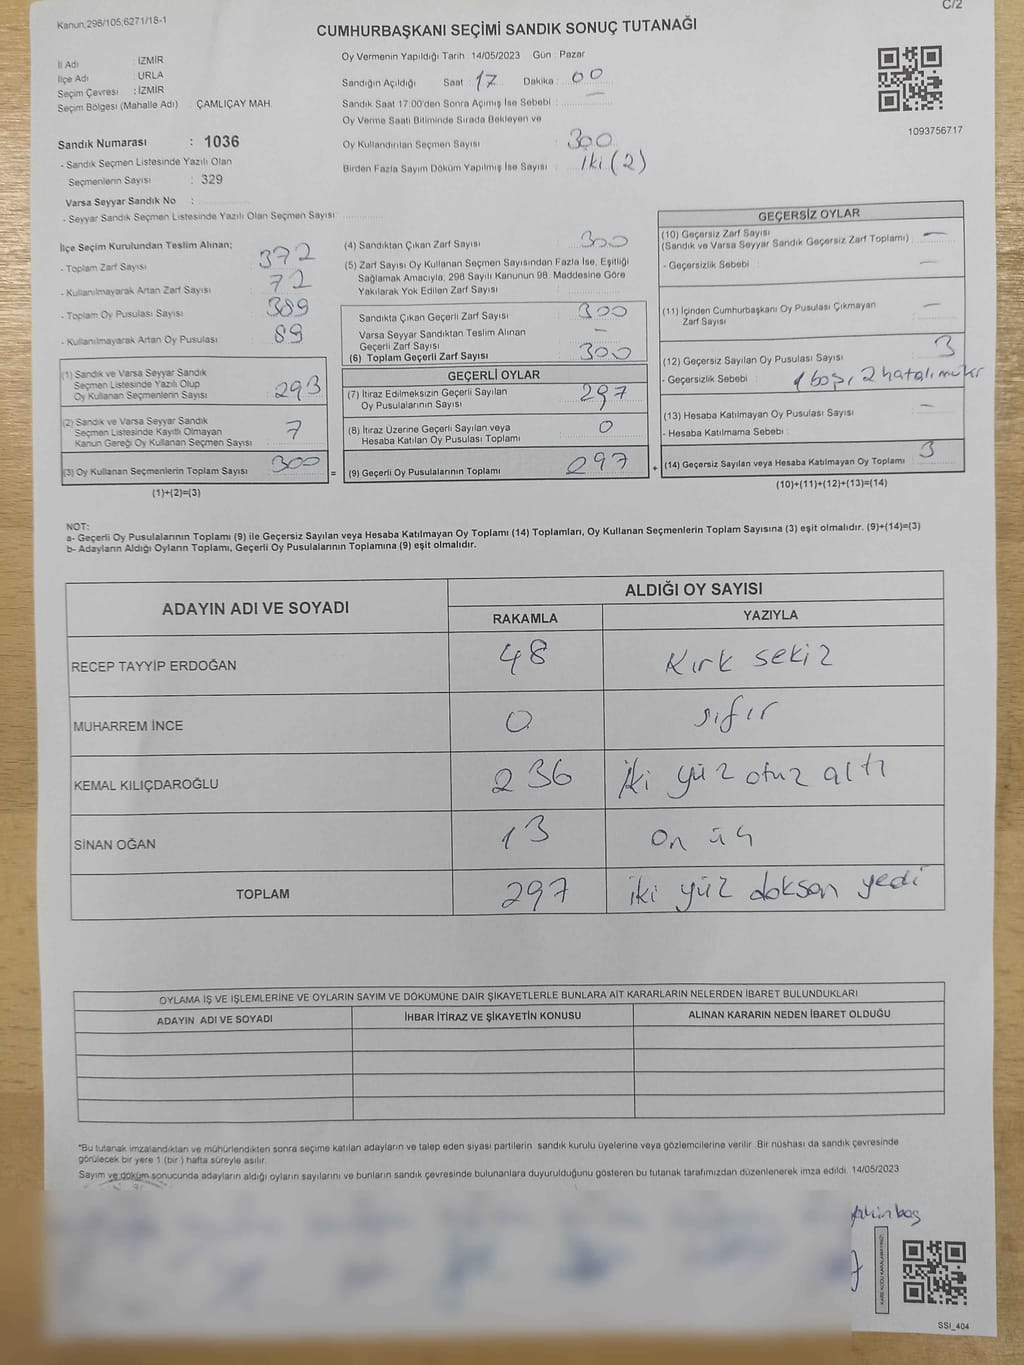 Kanun,298/105,6271/18-1
C/2
CUMHURBAŞKANI SEÇİMİ SANDIK SONUÇ TUTANAĞI
İl Adı : İZMİR
İlçe Adı : URLA
Seçim Çevresi : İZMİR
Seçim Bölgesi (Mahalle Adı) ÇAMLIÇAY MAH.
Sandık Numarası : 1036
- Sandık Seçmen Listesinde Yazılı Olan
Seçmenlerin Sayısı : 329
Varsa Seyyar Sandık No :
- Seyyar Sandık Seçmen Listesinde Yazılı Olan Seçmen Sayısı
Oy Vermenin Yapıldığı Tarih 14/05/2023 Gün : Pazar
Sandığın Açıldığı Saat : 17 Dakika : 00
Sandık Saat 17:00'den Sonra Açımış İse Sebebi :
Oy Verme Saati Bitiminde Sırada Bekleyen ve
Oy Kullandırılan Seçmen Sayısı : 300
Birden Fazla Sayım Döküm Yapılmış İse Sayısı : İki (2)
1093756717
İlçe Seçim Kurulundan Teslim Alınan;
- Toplam Zarf Sayısı 372
- Kullanılmayarak Artan Zarf Sayısı 72
- Toplam Oy Pusulası Sayısı 389
- Kullanılmayarak Artan Oy Pusulası 89
(1) Sandık ve Varsa Seyyar Sandık
Seçmen Listesinde Yazılı Olup
Oy Kullanan Seçmenlerin Sayısı 293
(2) Sandık ve Varsa Seyyar Sandık
Seçmen Listesinde Kayıtlı Olmayan
Kanun Gereği Oy Kullanan Seçmen Sayısı 7
(3) Oy Kullanan Seçmenlerin Toplam Sayısı 300 =
(1)+(2)=(3)
(4) Sandıktan Çıkan Zarf Sayısı 300
(5) Zarf Sayısı Oy Kullanan Seçmen Sayısından Fazla İse, Eşitliği
Sağlamak Amacıyla, 298 Sayılı Kanunun 98. Maddesine Göre
Yakılarak Yok Edilen Zarf Sayısı
Sandıkta Çıkan Geçerli Zarf Sayısı 300
Varsa Seyyar Sandıktan Teslim Alınan
Geçerli Zarf Sayısı —
(6) Toplam Geçerli Zarf Sayısı 300
GEÇERLİ OYLAR
(7) İtiraz Edilmeksizin Geçerli Sayılan
Oy Pusulalarının Sayısı 297
(8) İtiraz Üzerine Geçerli Sayılan veya
Hesaba Katılan Oy Pusulası Toplamı 0
(9) Geçerli Oy Pusulalarının Toplamı 297 +
GEÇERSİZ OYLAR
(10) Geçersiz Zarf Sayısı
(Sandık ve Varsa Seyyar Sandık Geçersiz Zarf Toplamı) —
- Geçersizlik Sebebi : —
(11) İçinden Cumhurbaşkanı Oy Pusulası Çıkmayan
Zarf Sayısı —
(12) Geçersiz Sayılan Oy Pusulası Sayısı 3
- Geçersizlik Sebebi 1 boş, 2 hatalı
(13) Hesaba Katılmayan Oy Pusulası Sayısı —
- Hesaba Katılmama Sebebi :
(14) Geçersiz Sayılan veya Hesaba Katılmayan Oy Toplamı 3
(10)+(11)+(12)+(13)=(14)
NOT:
a- Geçerli Oy Pusulalarının Toplamı (9) ile Geçersiz Sayılan veya Hesaba Katılmayan Oy Toplamı (14) Toplamları, Oy Kullanan Seçmenlerin Toplam Sayısına (3) eşit olmalıdır. (9)+(14)=(3)
b- Adayların Aldığı Oyların Toplamı, Geçerli Oy Pusulalarının Toplamına (9) eşit olmalıdır.
ADAYIN ADI VE SOYADI
ALDIĞI OY SAYISI
RAKAMLA YAZIYLA
RECEP TAYYİP ERDOĞAN 48 Kırk sekiz
MUHARREM İNCE 0 sıfır
KEMAL KILIÇDAROĞLU 236 İki yüz otuz altı
SİNAN OĞAN 13 On üç
TOPLAM 297 iki yüz doksan yedi
OYLAMA İŞ VE İŞLEMLERİNE VE OYLARIN SAYIM VE DÖKÜMÜNE DAİR ŞİKAYETLERLE BUNLARA AİT KARARLARIN NELERDEN İBARET BULUNDUKLARI
ADAYIN ADI VE SOYADI İHBAR İTİRAZ VE ŞİKAYETİN KONUSU ALINAN KARARIN NEDEN İBARET OLDUĞU
*Bu tutanak imzalandıktan ve mühürlendikten sonra seçime katılan adayların ve talep eden siyasi partilerin sandık kurulu üyelerine veya gözlemcilerine verilir. Bir nüshası da sandık çevresinde
görülecek bir yere 1 (bir) hafta süreyle asılır.
Sayım ve döküm sonucunda adayların aldığı oyların sayılarını ve bunların sandık çevresinde bulunanlara duyurulduğunu gösteren bu tutanak tarafımızdan düzenlenerek imza edildi. 14/05/2023
KARE KODU KARALAMAYINIZ!
SSI_404